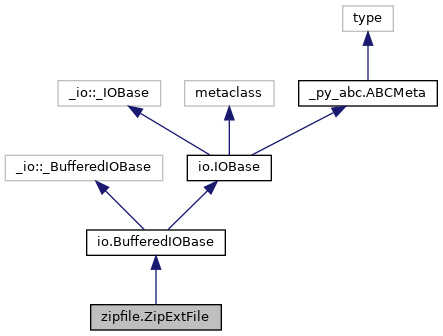 type
_io::_IOBase
metaclass
_py_abc.ABCMeta
_io::_BufferedIOBase
io.IOBase
io.BufferedIOBase
zipfile.ZipExtFile